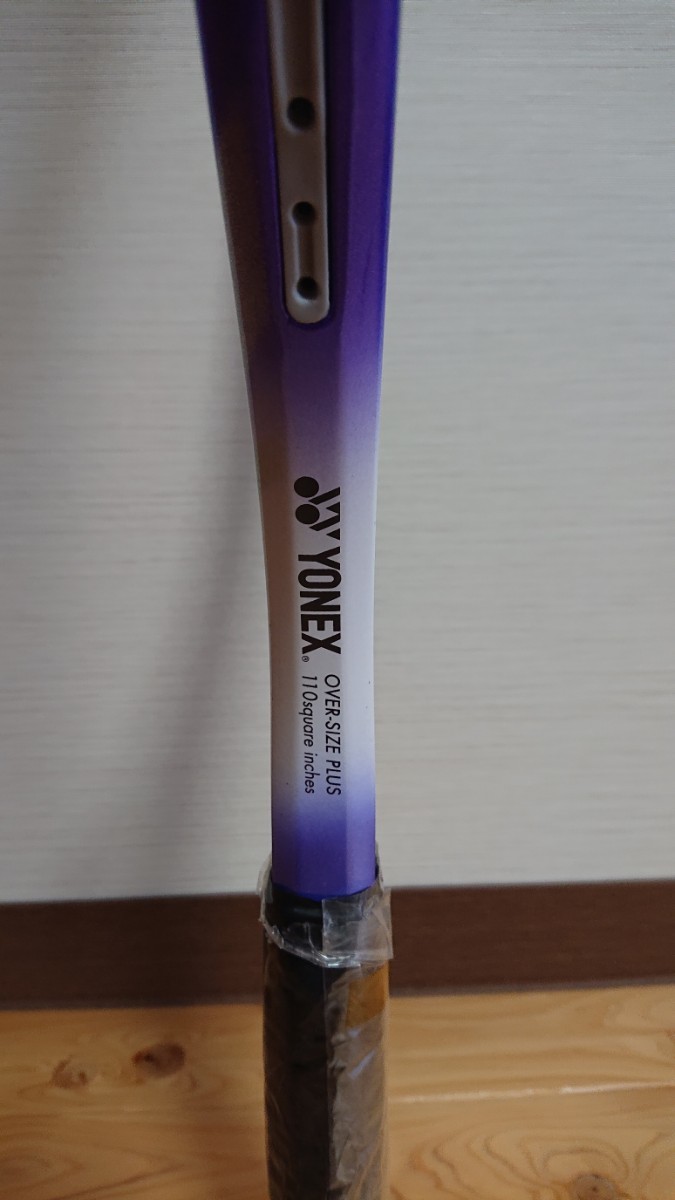 YONEX®
OVER-SIZE PLUS
110square inches